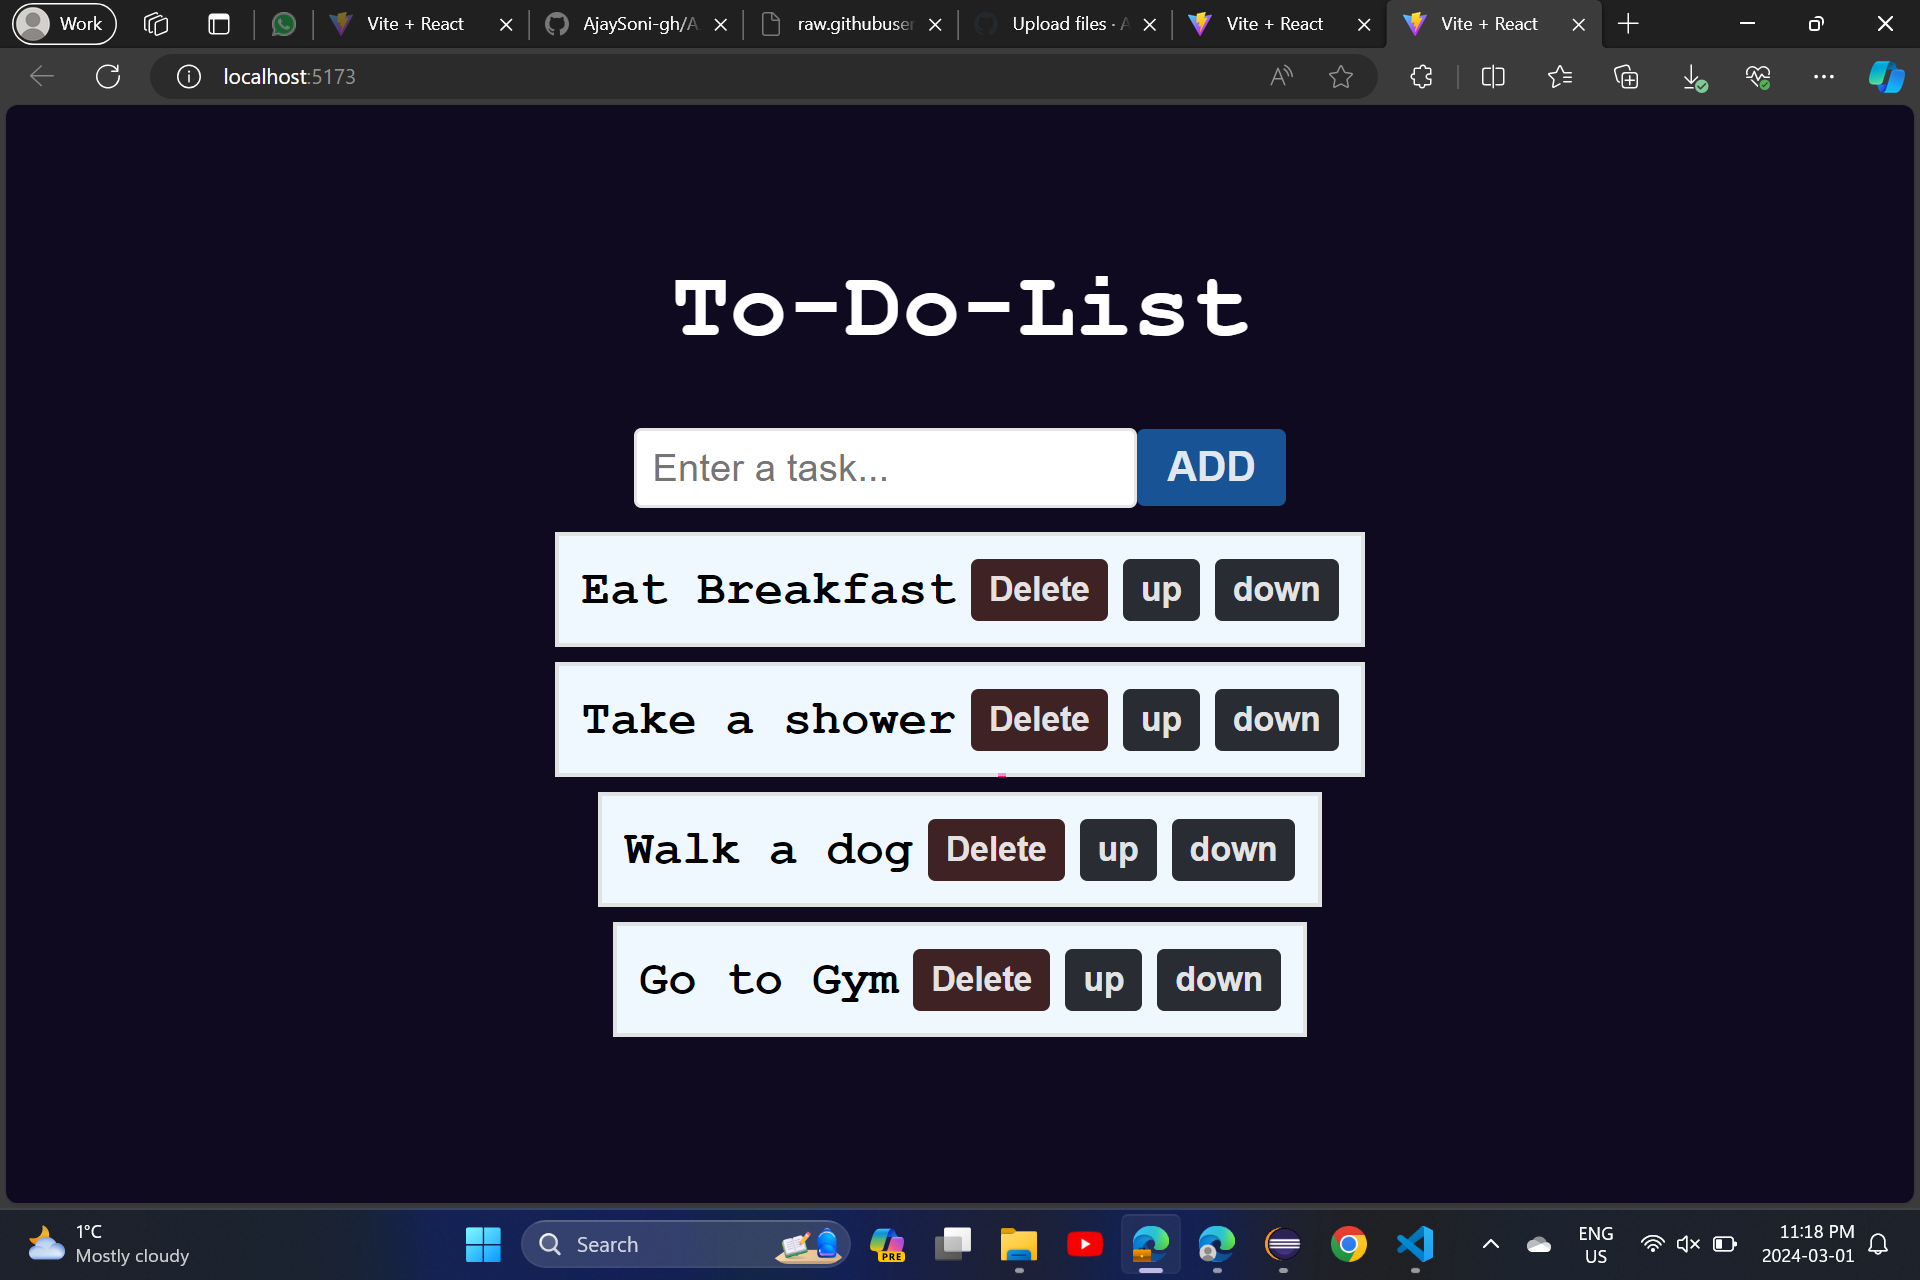 Work
Vite + React
AjaySoni-gh/A
raw.githubuser
Upload files · A
Vite + React
Vite + React
localhost:5173
To-Do-List
Enter a task...
ADD
Eat Breakfast Delete up down
Take a shower Delete up down
Walk a dog Delete up down
Go to Gym Delete up down
1°C
Mostly cloudy
Search
PRE
ENG
US
11:18 PM
2024-03-01